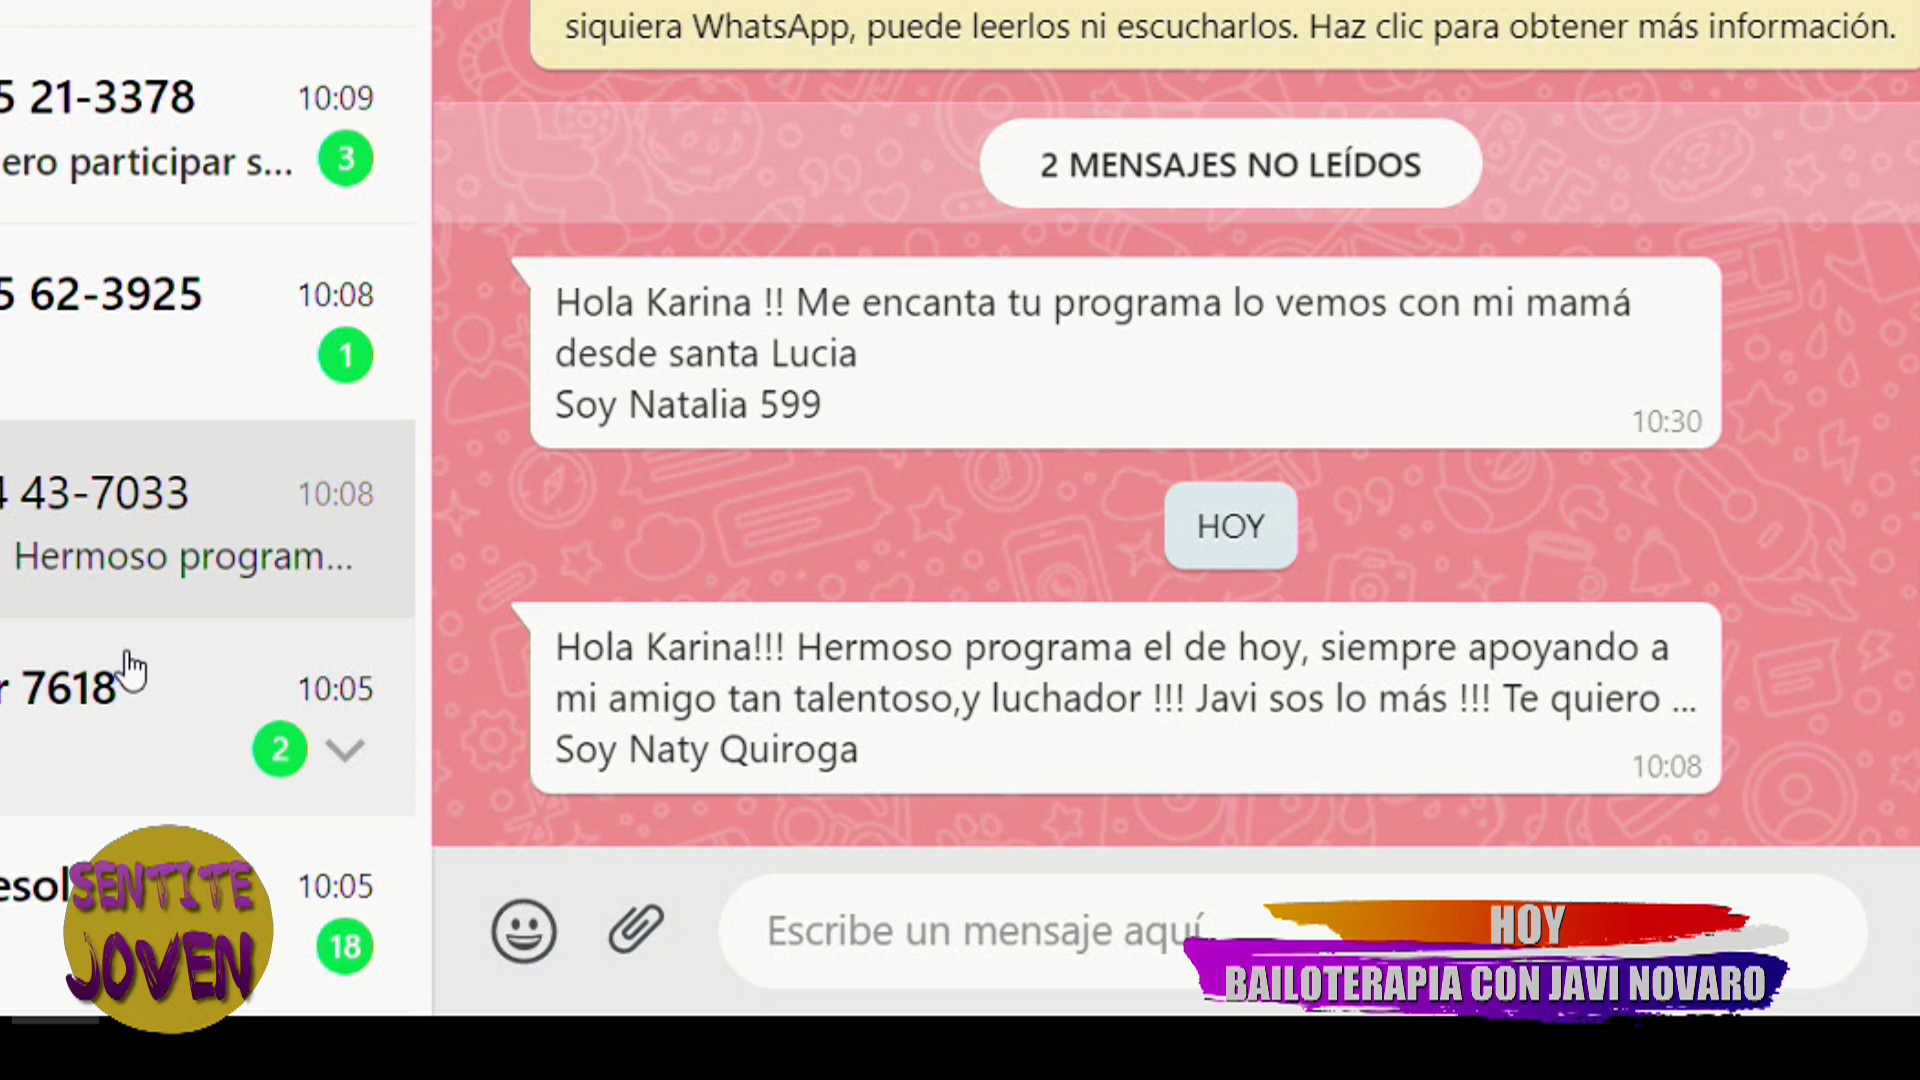 siquiera WhatsApp, puede leerlos ni escucharlos. Haz clic para obtener más información.
5 21-3378 10:09
ero participar s... 3
5 62-3925 10:08
1
4 43-7033 10:08
Hermoso program...
r 7618 10:05
2
esol 10:05
18
2 MENSAJES NO LEÍDOS
Hola Karina !! Me encanta tu programa lo vemos con mi mamá
desde santa Lucia
Soy Natalia 599
10:30
HOY
Hola Karina!!! Hermoso programa el de hoy, siempre apoyando a
mi amigo tan talentoso,y luchador !!! Javi sos lo más !!! Te quiero ...
Soy Naty Quiroga
10:08
Escribe un mensaje aquí
SENTITE
JOVEN
HOY
BAILOTERAPIA CON JAVI NOVARO